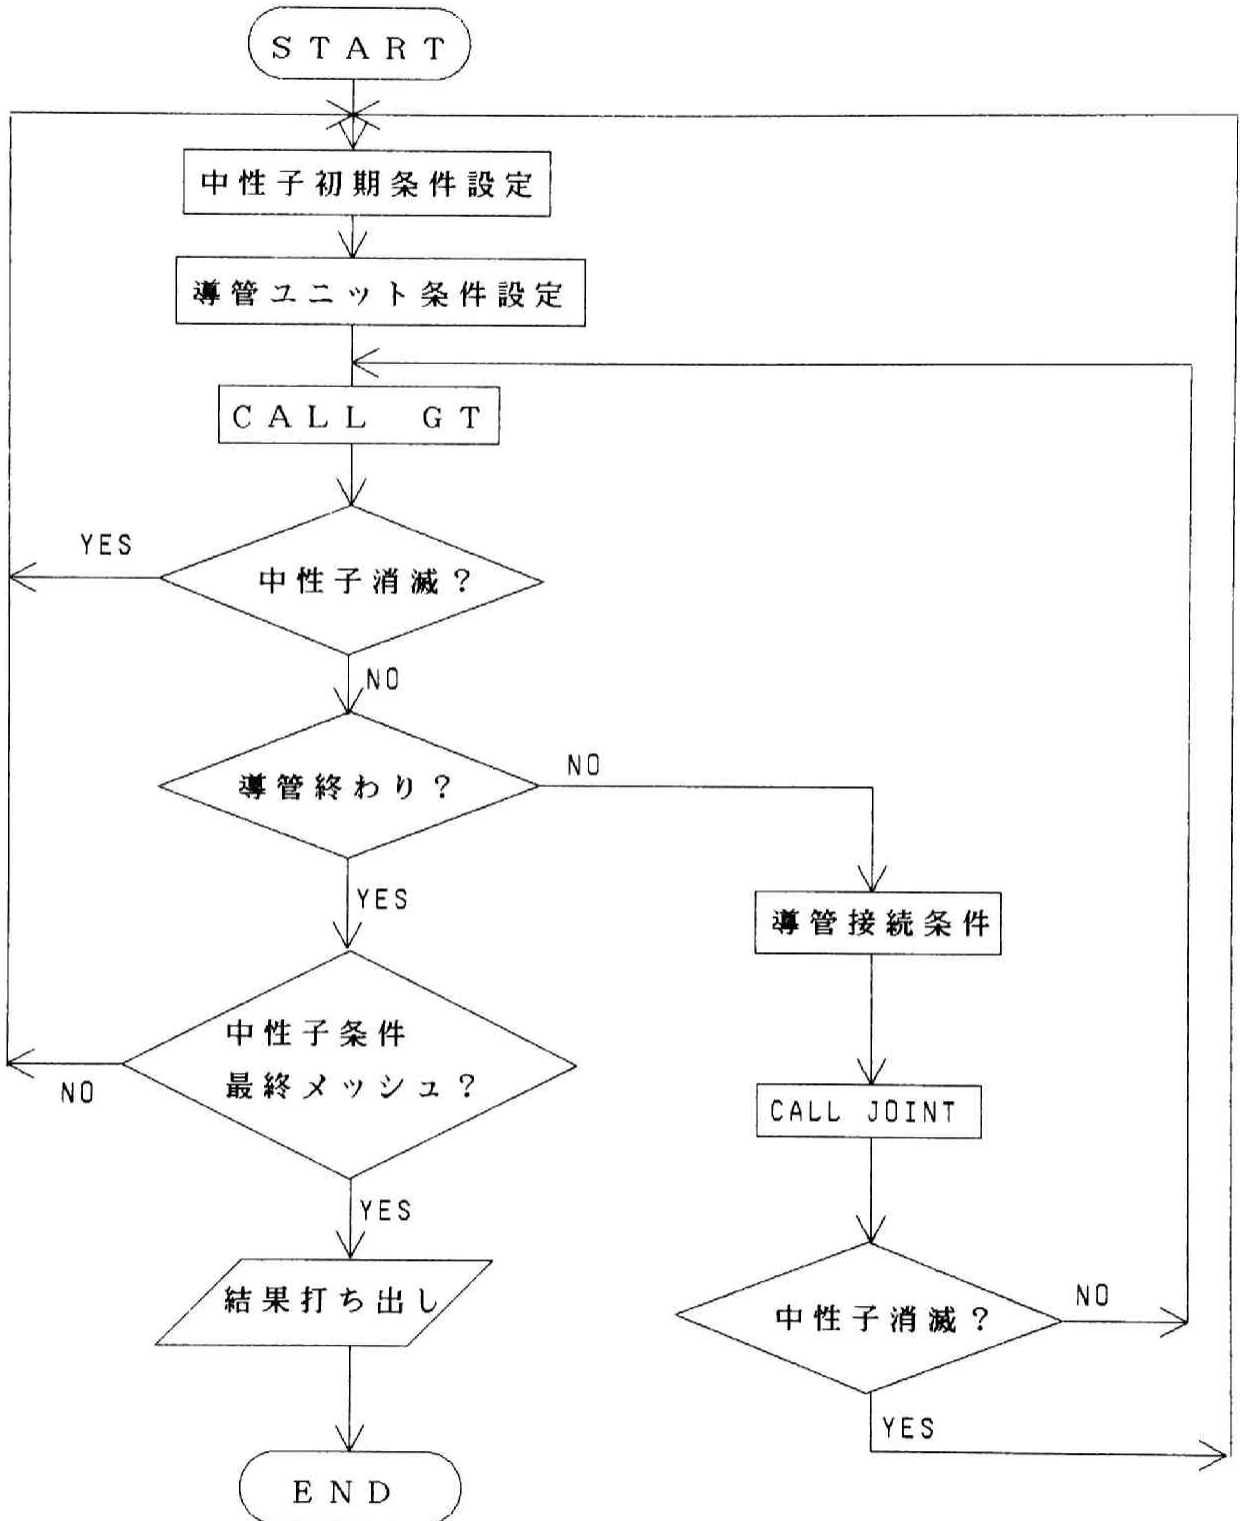 START
中性子初期条件設定
導管ユニット条件設定
CALL GT
YES
中性子消滅?
NO
導管終わり?
NO
YES
導管接続条件
中性子条件
最終メッシュ?
NO
CALL JOINT
YES
結果打ち出し
中性子消滅?
NO
YES
END